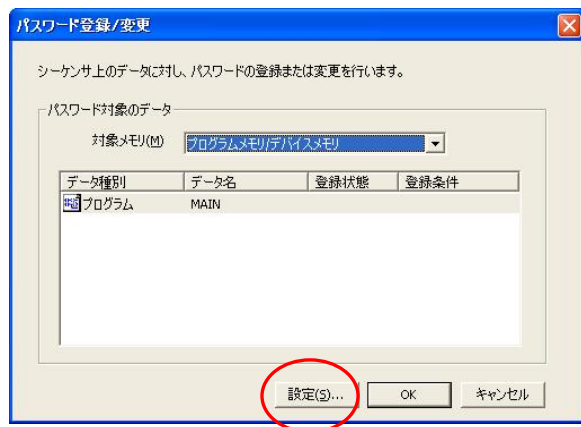 パスワード登録/変更
シーケンサ上のデータに対し、パスワードの登録または変更を行います。
パスワード対象のデータ
対象メモリ(M) プログラムメモリ/デバイスメモリ
データ種別 データ名 登録状態 登録条件
プログラム MAIN
設定(S)... OK キャンセル